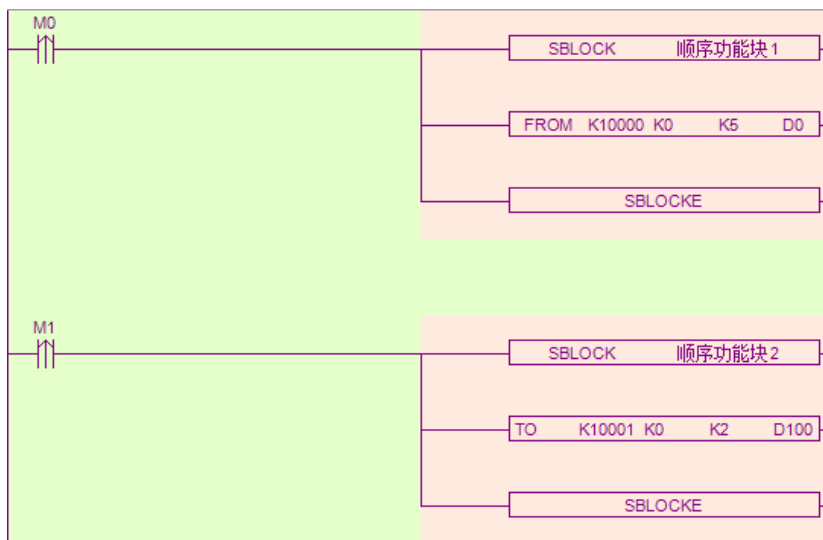 M0
SBLOCK 顺序功能块1
FROM K10000 K0 K5 D0
SBLOCKE
M1
SBLOCK 顺序功能块2
TO K10001 K0 K2 D100
SBLOCKE